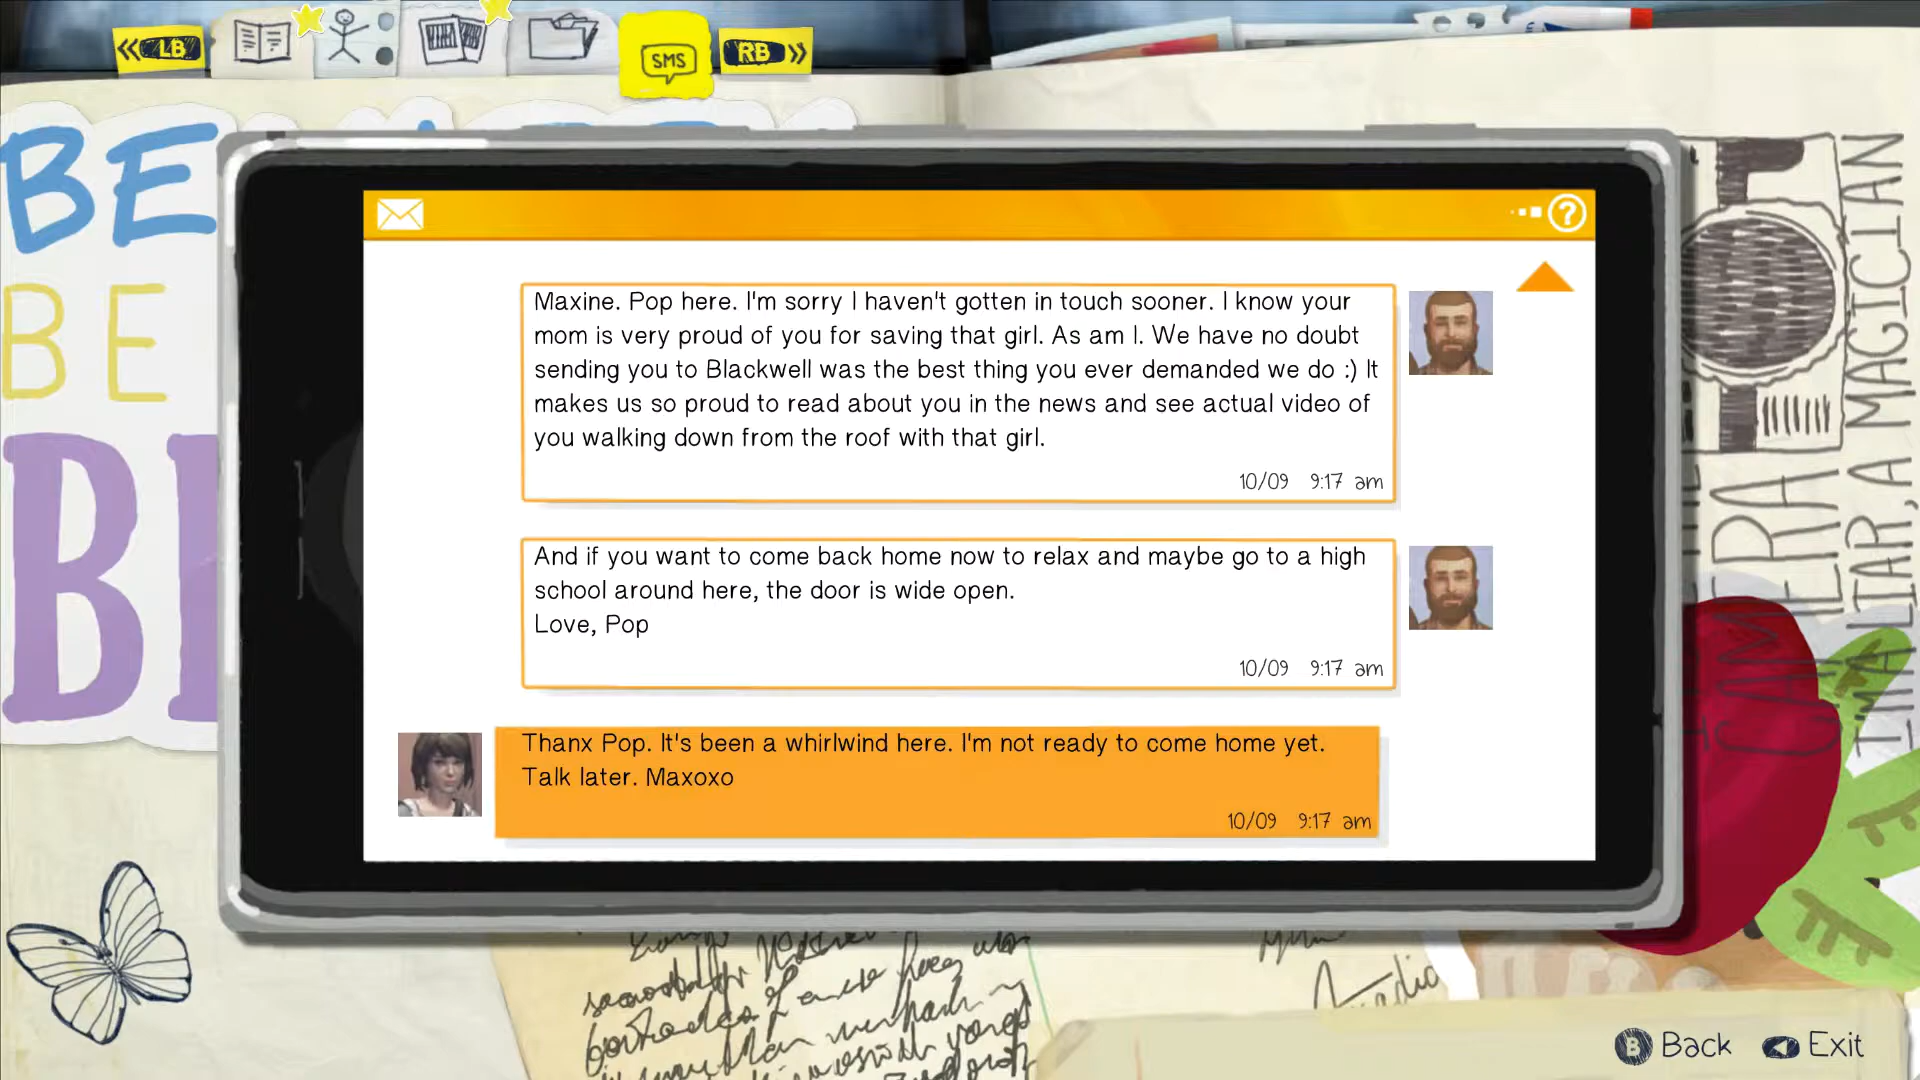 LB
SMS
RB
BE
BE
Maxine. Pop here. I'm sorry I haven't gotten in touch sooner. I know your
mom is very proud of you for saving that girl. As am I. We have no doubt
sending you to Blackwell was the best thing you ever demanded we do :) It
makes us so proud to read about you in the news and see actual video of
you walking down from the roof with that girl.
10/09 9:17 am
And if you want to come back home now to relax and maybe go to a high
school around here, the door is wide open.
Love, Pop
10/09 9:17 am
Thanx Pop. It's been a whirlwind here. I'm not ready to come home yet.
Talk later. Maxoxo
10/09 9:17 am
CAMERA
LIAR, A MAGICIAN
B Back
Exit